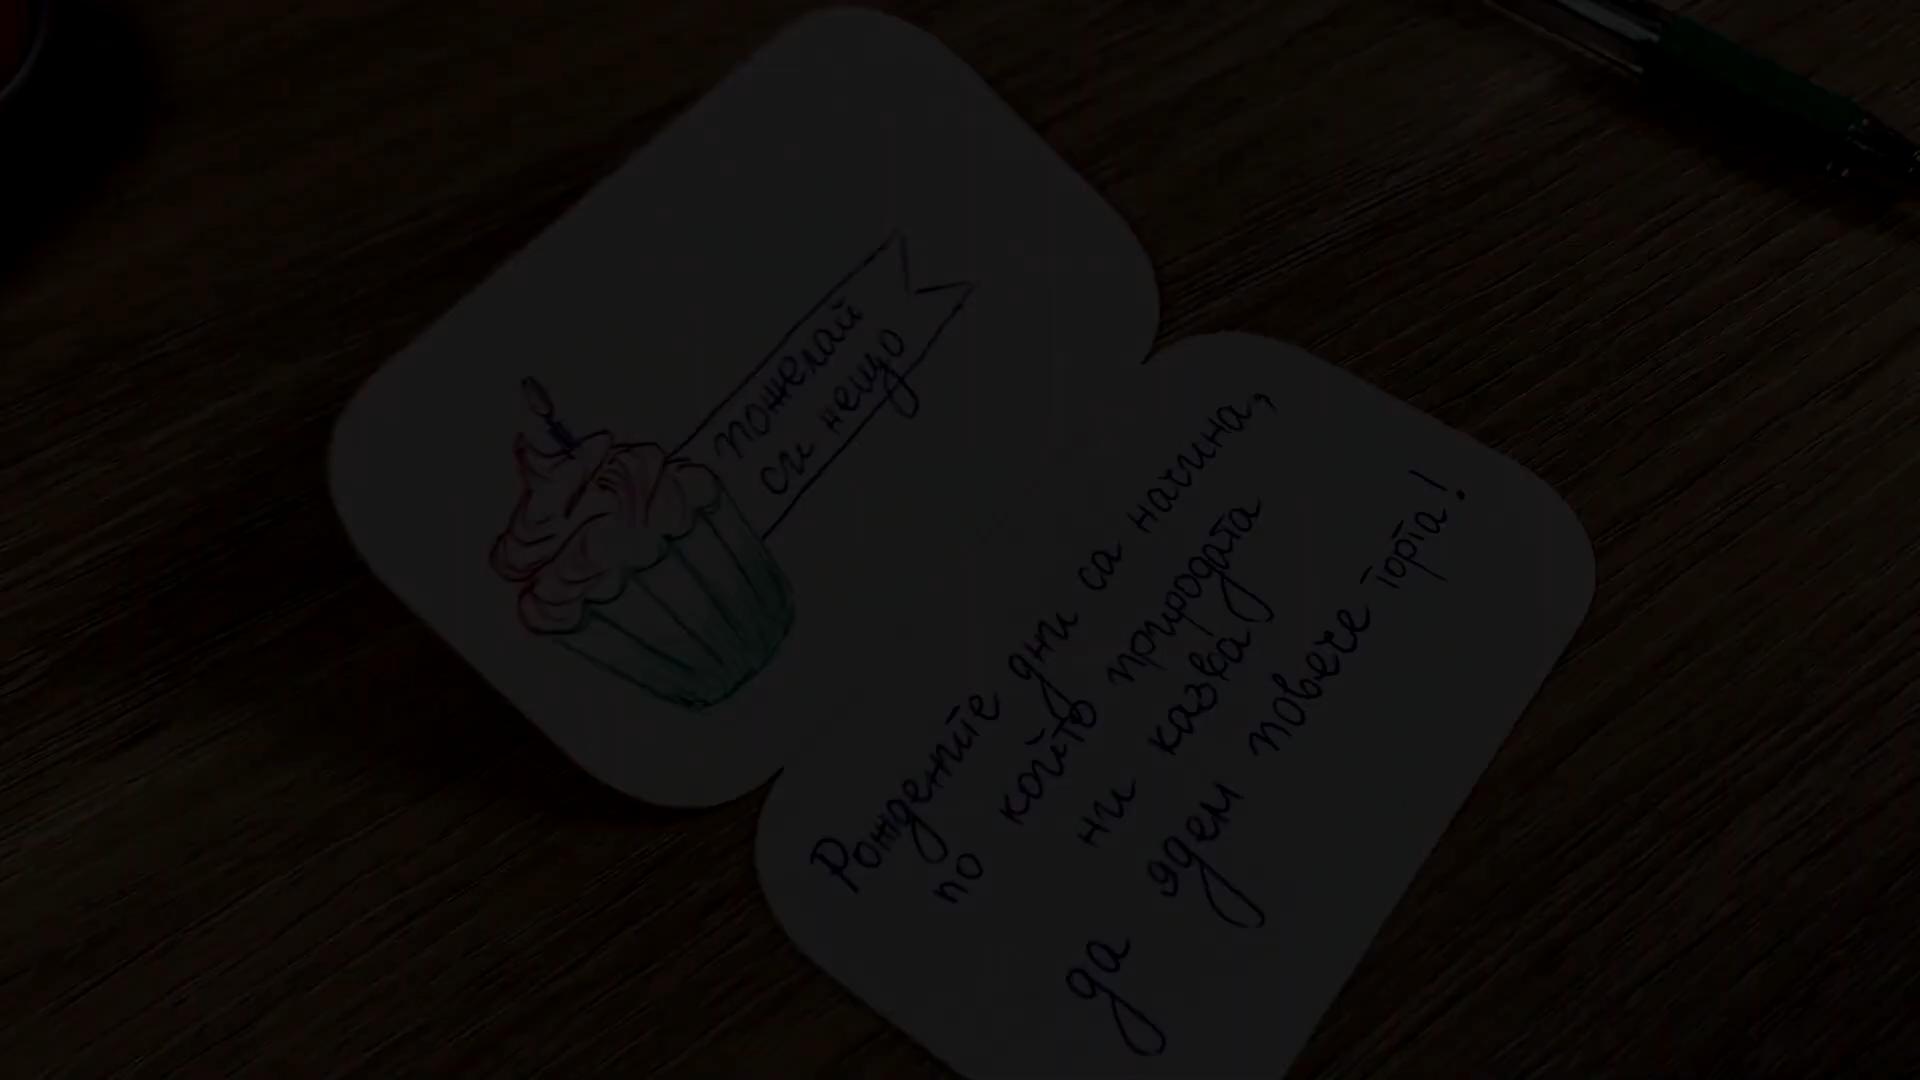 пожелай
си нещо
Рождените дни са начина,
по който природата
ни казва
да ядем повече торта!